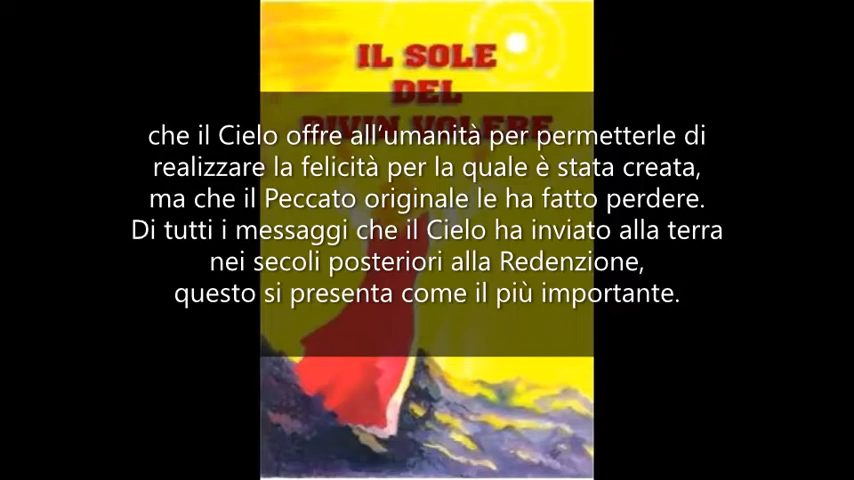 IL SOLE
DEL
DIVIN VOLERE
che il Cielo offre all’umanità per permetterle di
realizzare la felicità per la quale è stata creata,
ma che il Peccato originale le ha fatto perdere.
Di tutti i messaggi che il Cielo ha inviato alla terra
nei secoli posteriori alla Redenzione,
questo si presenta come il più importante.